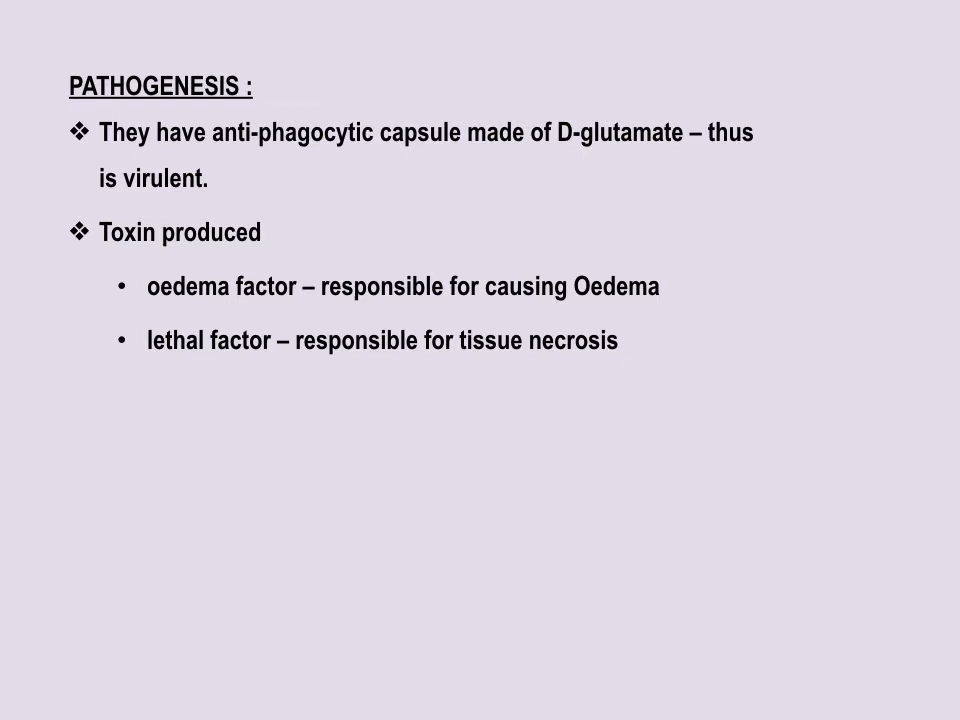 PATHOGENESIS :
❖ They have anti-phagocytic capsule made of D-glutamate – thus
is virulent.
❖ Toxin produced
• oedema factor – responsible for causing Oedema
• lethal factor – responsible for tissue necrosis